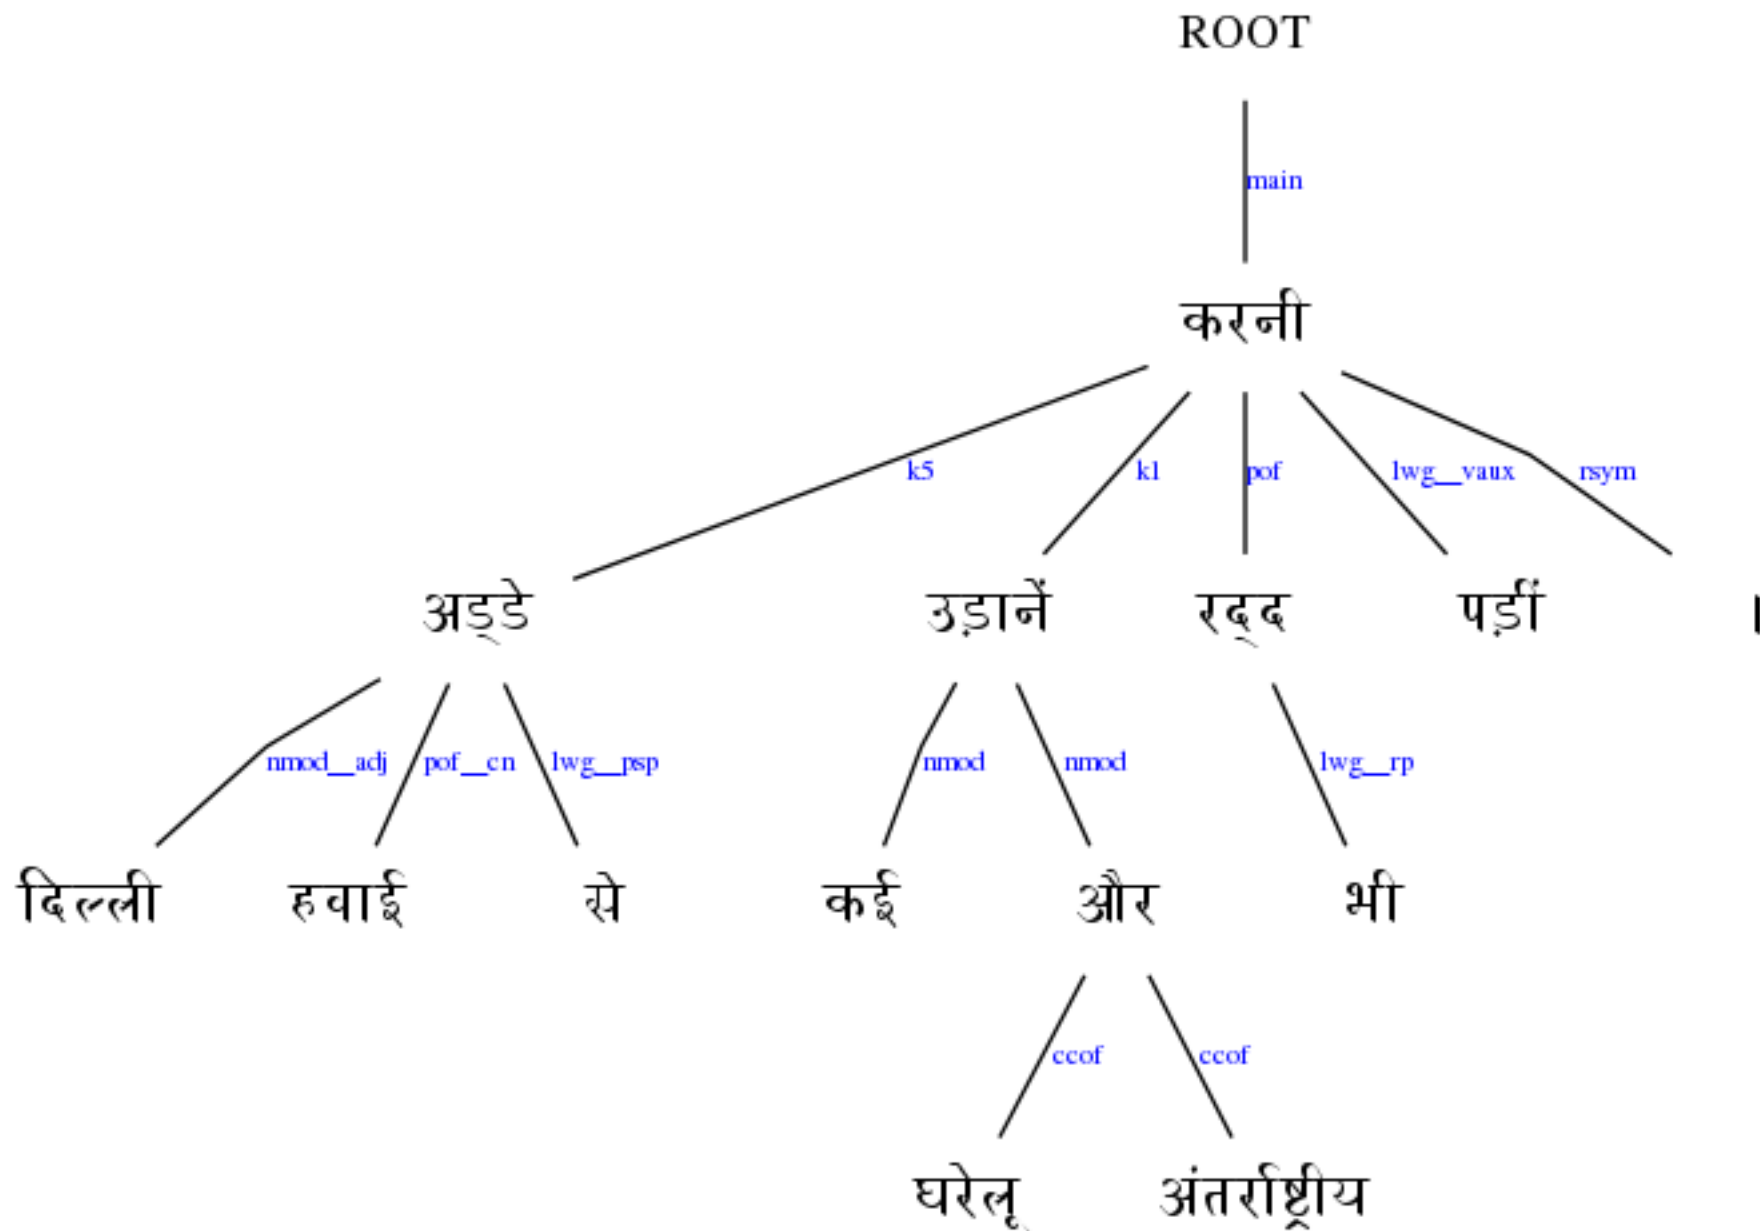 ROOT
main
करनी
k5 k1 pof lwg__vaux rsym
अड्डे उड़ानें रद्द पड़ीं ।
nmod__adj pof__cn lwg__psp nmod nmod lwg__rp
दिल्ली हवाई से कई और भी
ccof ccof
घरेलू अंतर्राष्ट्रीय